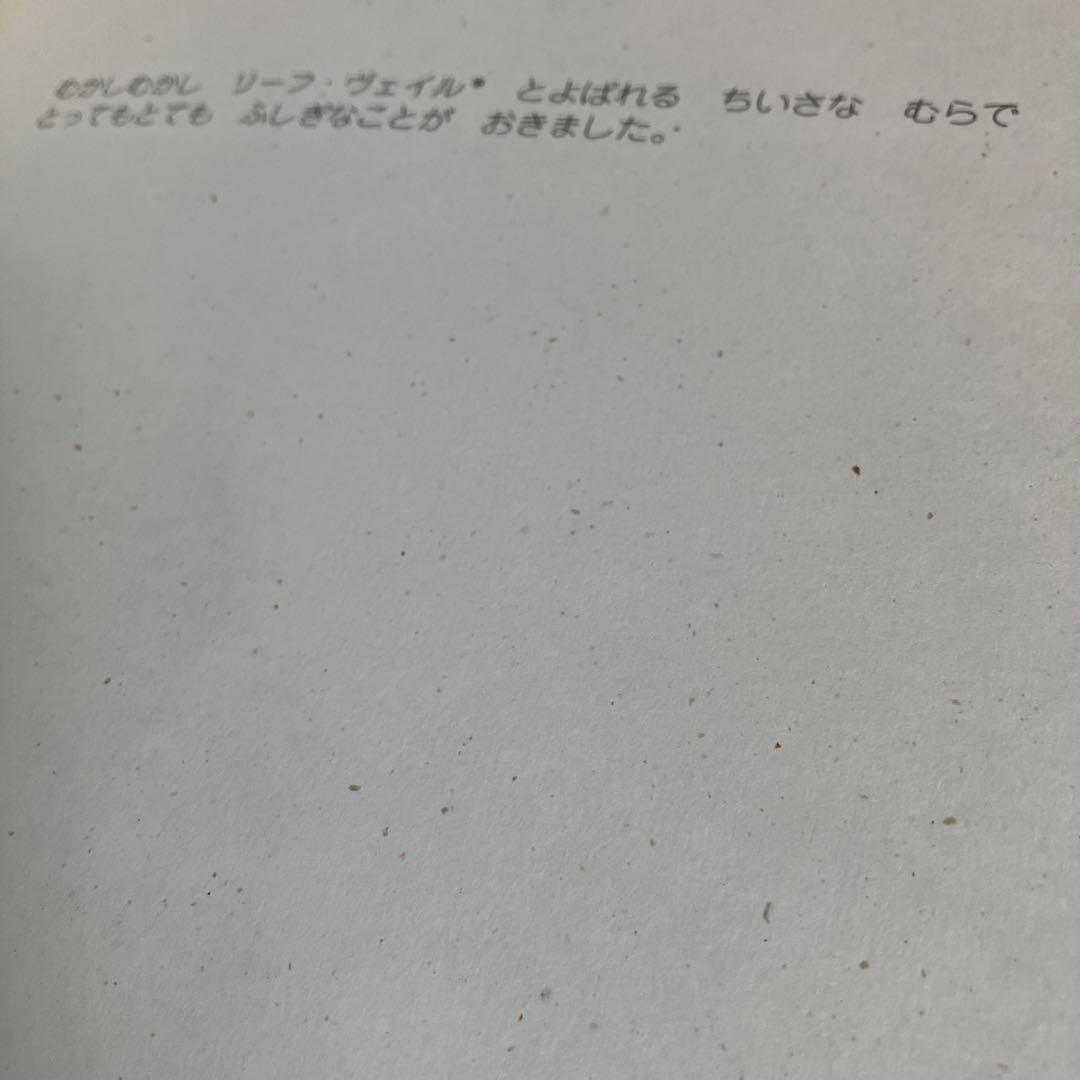 むかしむかし　リーフ・ヴェイル*　とよばれる　ちいさな　むらで
とってもとても　ふしぎなことが　おきました。